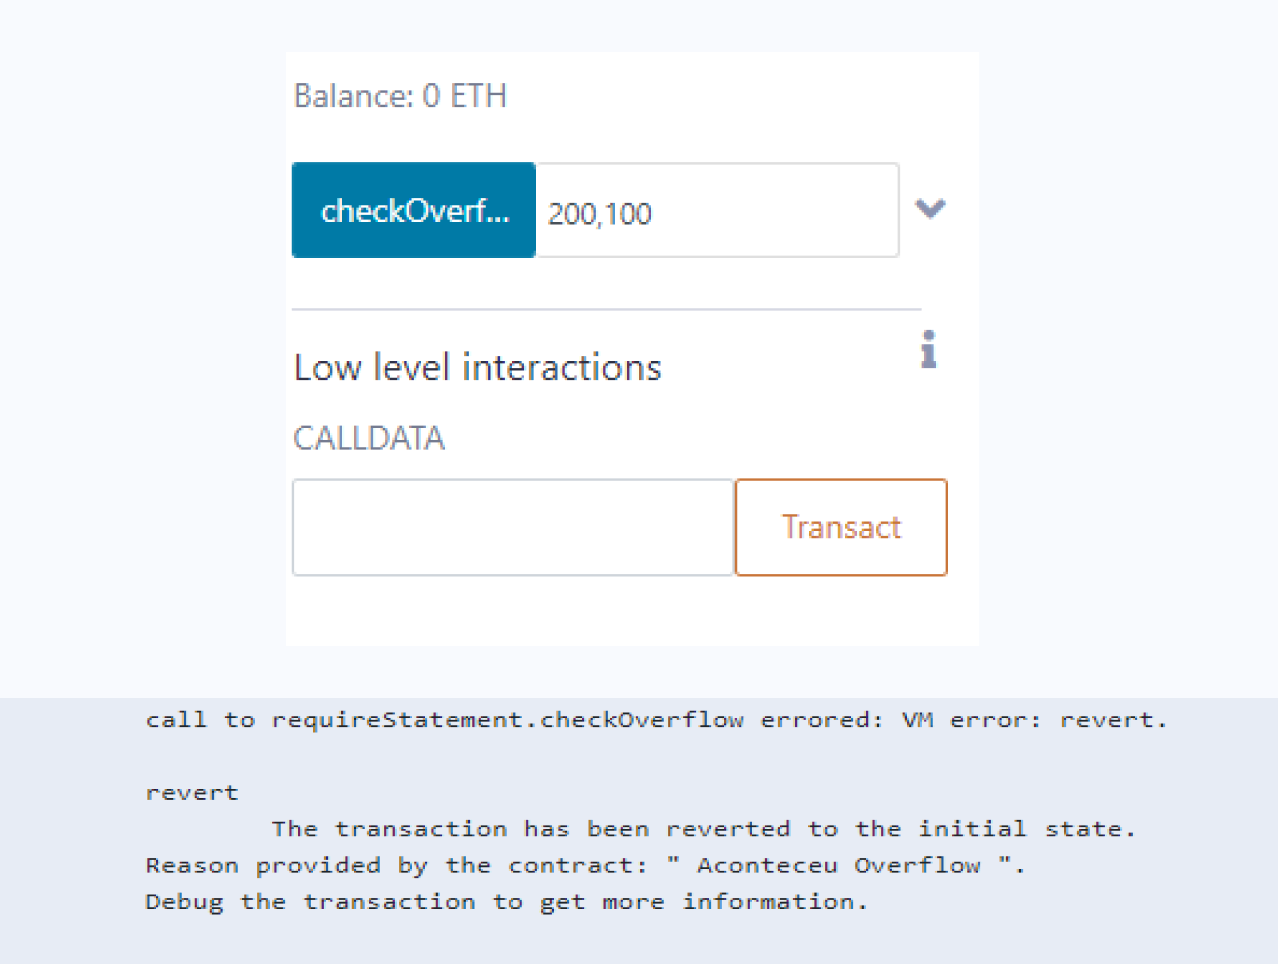 Balance: 0 ETH
checkOverf... 200,100
Low level interactions
i
CALLDATA
Transact
call to requireStatement.checkOverflow errored: VM error: revert.
revert
The transaction has been reverted to the initial state.
Reason provided by the contract: " Aconteceu Overflow ".
Debug the transaction to get more information.